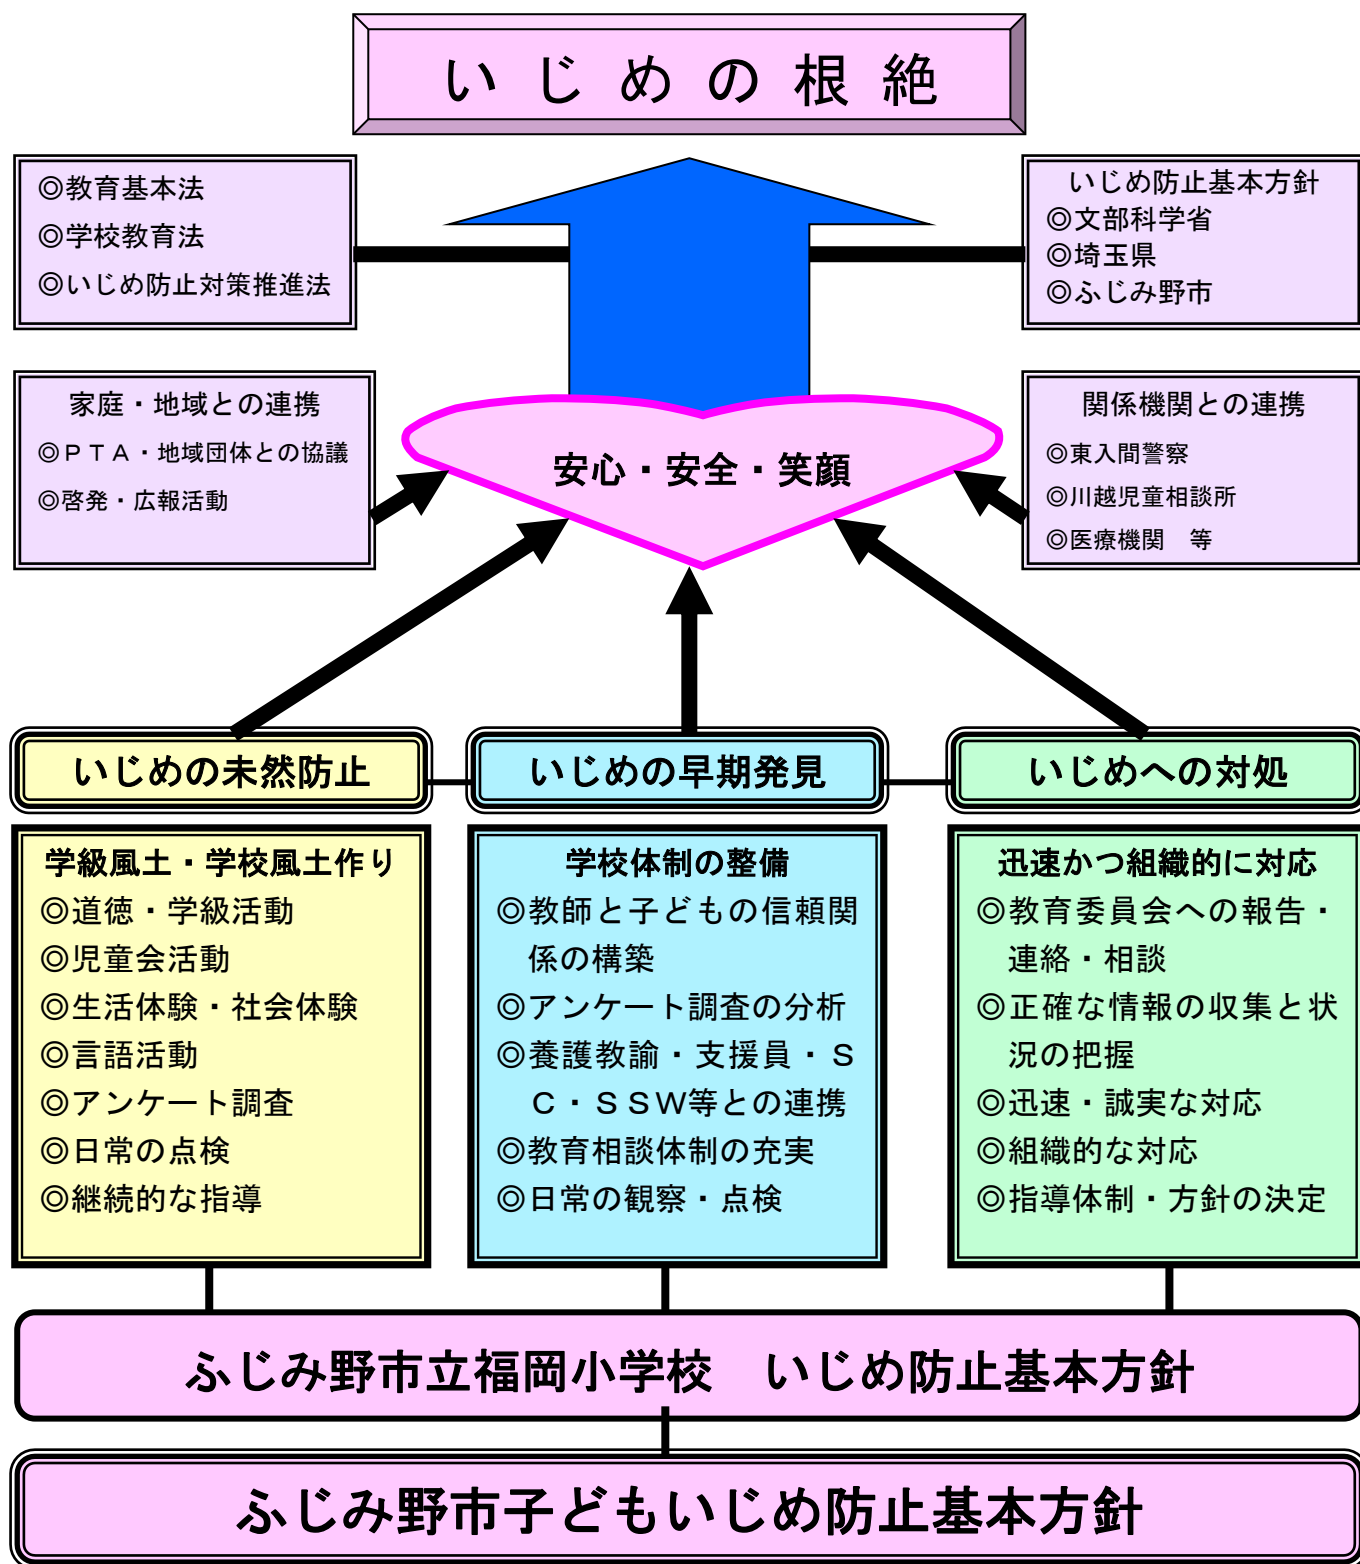 いじめの根絶
◎教育基本法
◎学校教育法
◎いじめ防止対策推進法
いじめ防止基本方針
◎文部科学省
◎埼玉県
◎ふじみ野市
家庭・地域との連携
◎ＰＴＡ・地域団体との協議
◎啓発・広報活動
安心・安全・笑顔
関係機関との連携
◎東入間警察
◎川越児童相談所
◎医療機関　等
いじめの未然防止
学級風土・学校風土作り
◎道徳・学級活動
◎児童会活動
◎生活体験・社会体験
◎言語活動
◎アンケート調査
◎日常の点検
◎継続的な指導
いじめの早期発見
学校体制の整備
◎教師と子どもの信頼関
係の構築
◎アンケート調査の分析
◎養護教諭・支援員・Ｓ
Ｃ・ＳＳＷ等との連携
◎教育相談体制の充実
◎日常の観察・点検
いじめへの対処
迅速かつ組織的に対応
◎教育委員会への報告・
連絡・相談
◎正確な情報の収集と状
況の把握
◎迅速・誠実な対応
◎組織的な対応
◎指導体制・方針の決定
ふじみ野市立福岡小学校　いじめ防止基本方針
ふじみ野市子どもいじめ防止基本方針